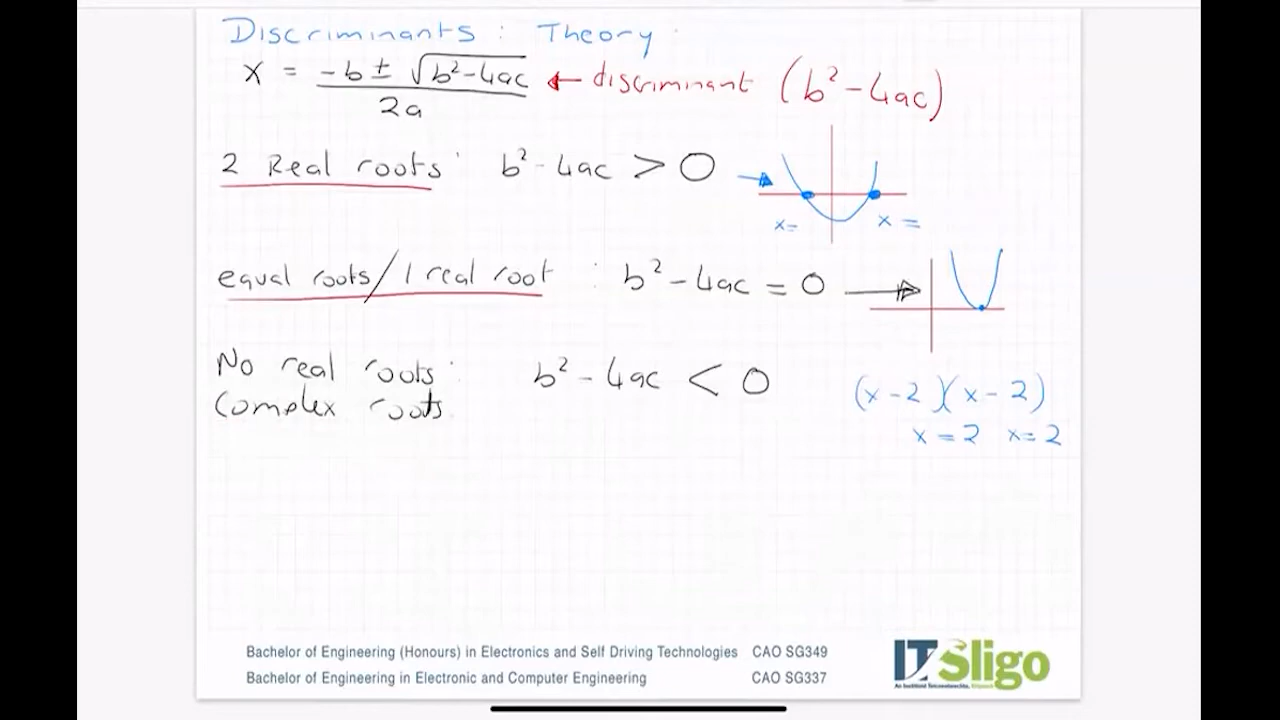 Discriminants : Theory :
x = -b ± √b²-4ac / 2a ← discriminant (b² - 4ac)
2 Real roots : b² - 4ac > 0
x= x =
equal roots/1 real root : b² - 4ac = 0
No real roots : b² - 4ac < 0
Complex roots
(x - 2)(x - 2)
x = 2 x = 2
Bachelor of Engineering (Honours) in Electronics and Self Driving Technologies CAO SG349
Bachelor of Engineering in Electronic and Computer Engineering CAO SG337
IT Sligo